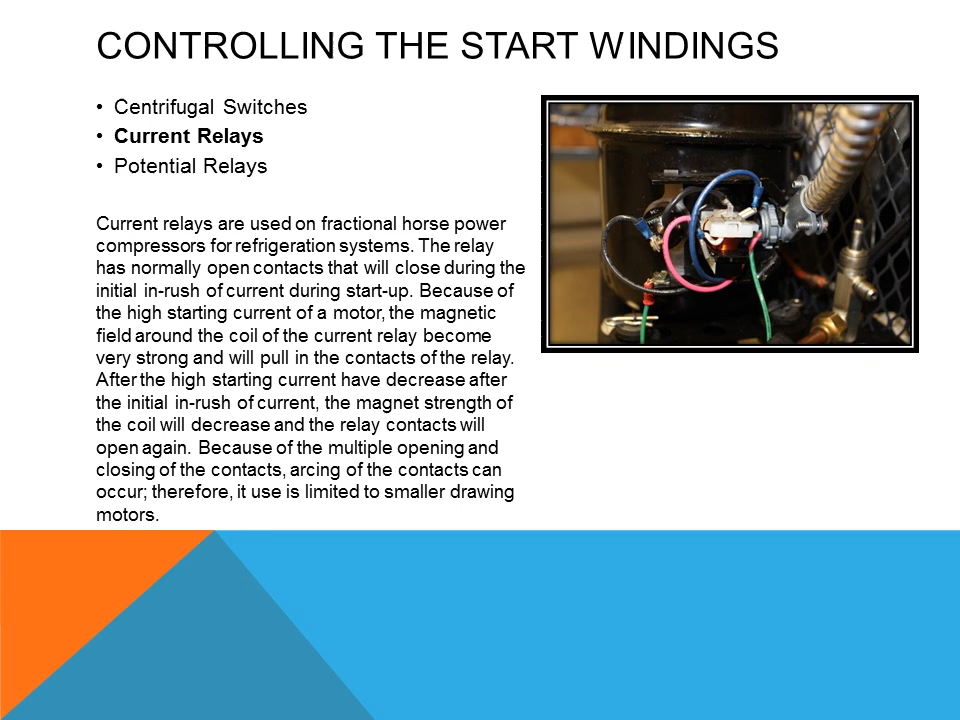 CONTROLLING THE START WINDINGS
• Centrifugal Switches
• Current Relays
• Potential Relays
Current relays are used on fractional horse power
compressors for refrigeration systems. The relay
has normally open contacts that will close during the
initial in-rush of current during start-up. Because of
the high starting current of a motor, the magnetic
field around the coil of the current relay become
very strong and will pull in the contacts of the relay.
After the high starting current have decrease after
the initial in-rush of current, the magnet strength of
the coil will decrease and the relay contacts will
open again. Because of the multiple opening and
closing of the contacts, arcing of the contacts can
occur; therefore, it use is limited to smaller drawing
motors.